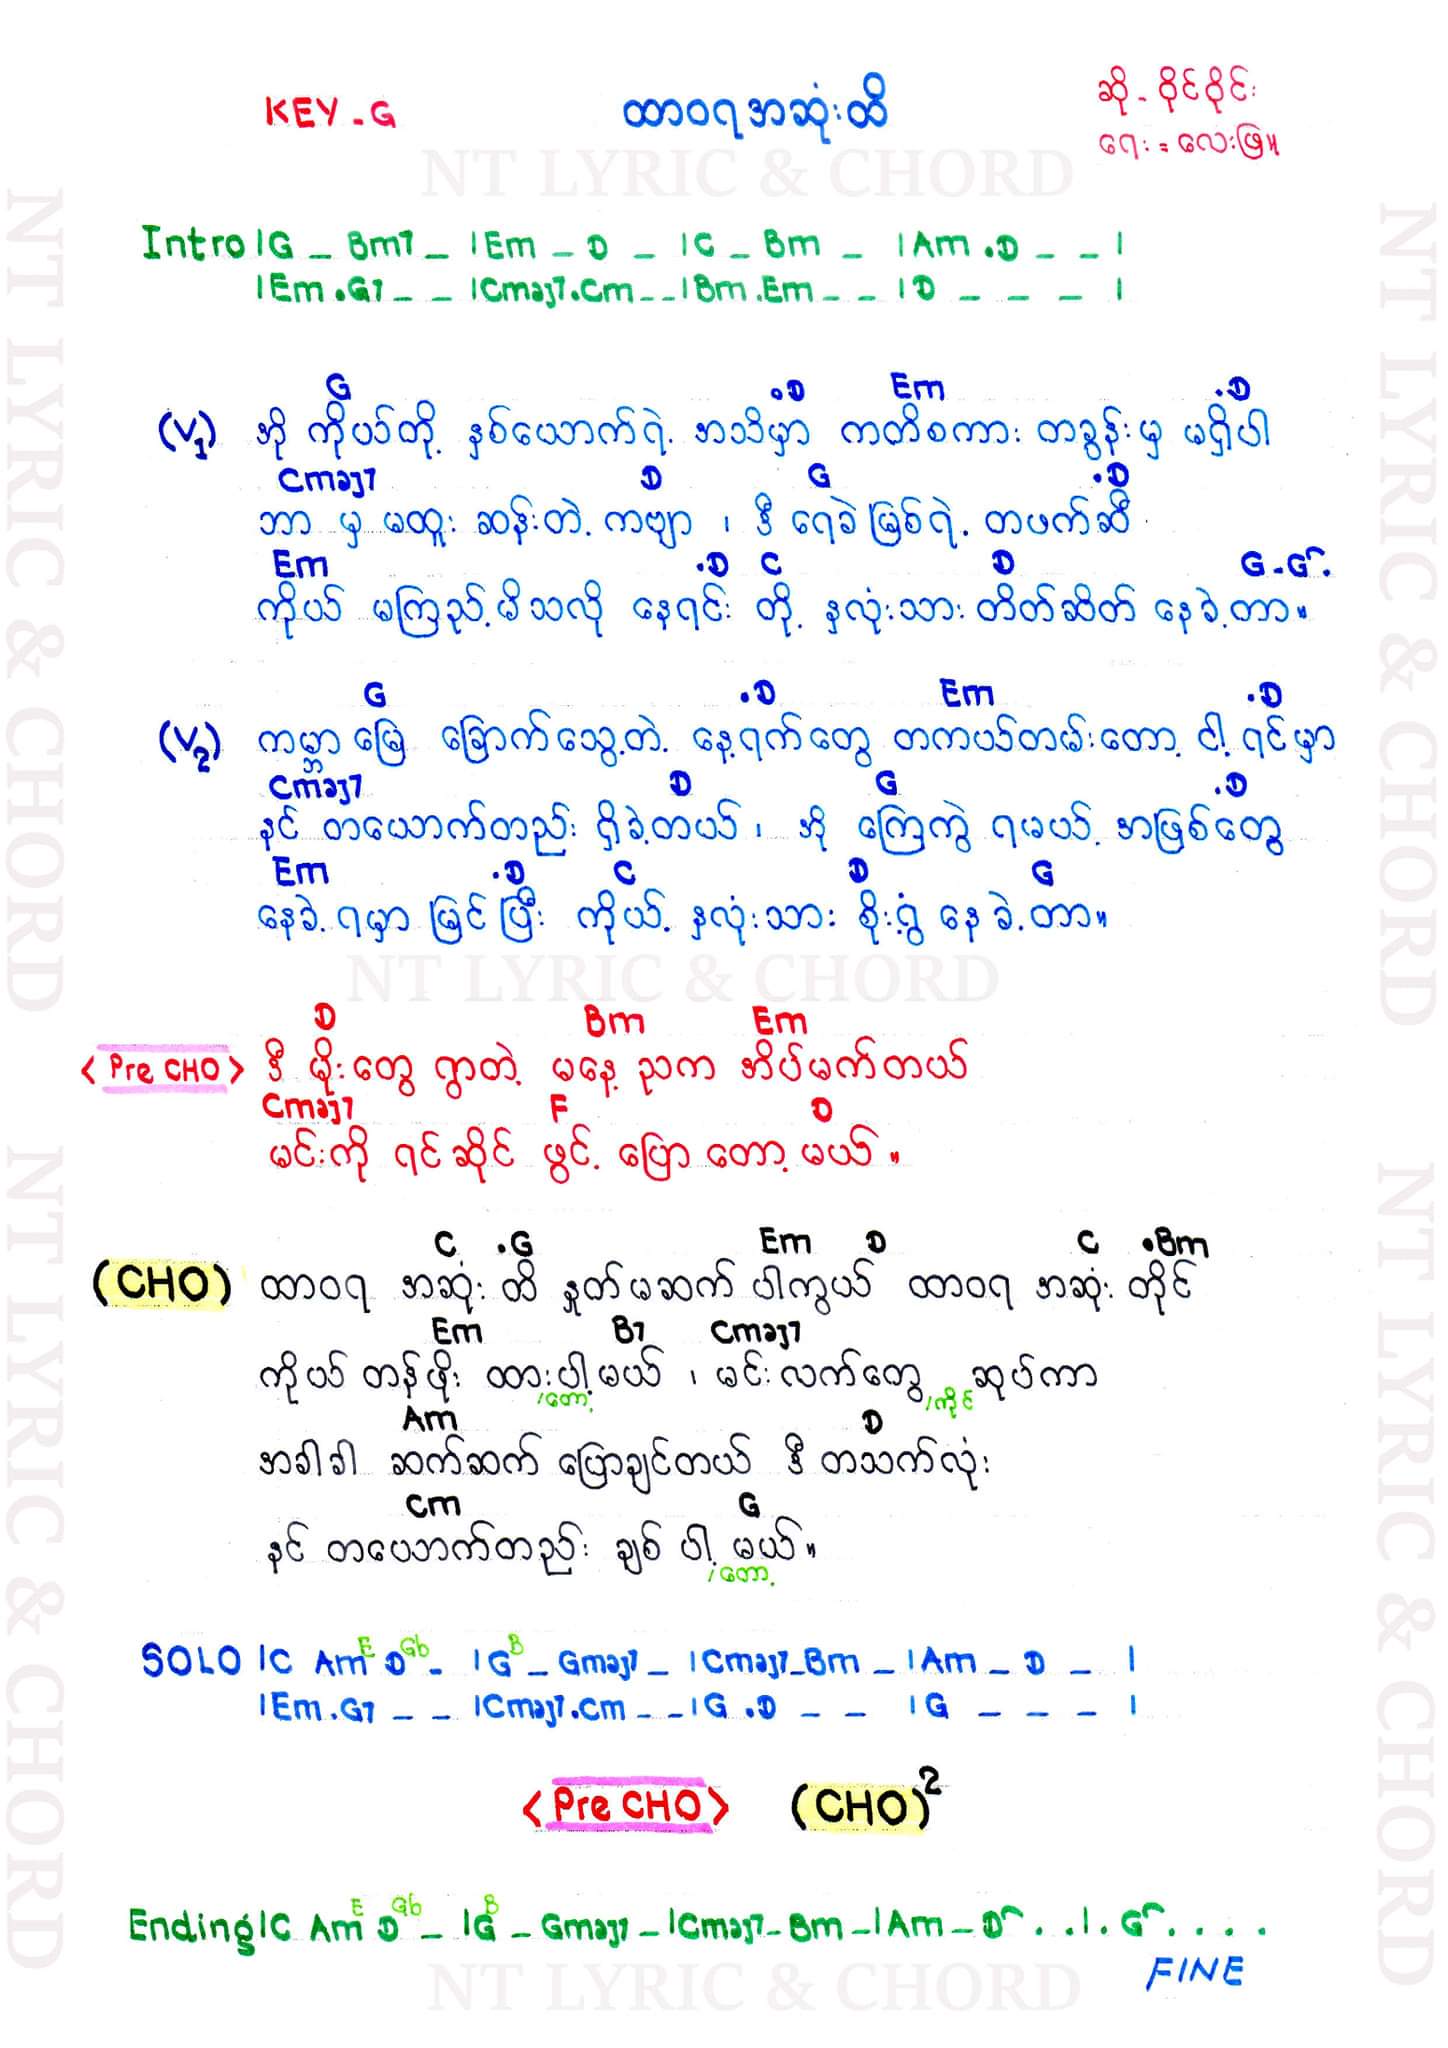 KEY - G
ထာဝရအဆုံးထိ
ဆို - ဝိုင်ဝိုင်း
ရေး = လေးဖြူ
NT LYRIC & CHORD
Intro |G _ Bm7 _ |Em _ D _ |C _ Bm _ |Am .D _ _ |
|Em .G7 _ _ |Cmaj7.Cm _ _ |Bm .Em _ _ |D _ _ _ |
G .D Em .D
(V1) အို ကိုယ်တို့ နှစ်ယောက်ရဲ့ အသိမှာ ကတိစကား တခွန်းမှ မရှိပါ
Cmaj7 D G .D
ဘာ မှ မထူး ဆန်းတဲ့ ကဗျာ ၊ ဒီ ရေခဲမြစ်ရဲ့ တဖက်ဆီ
Em .D C D G - G
ကိုယ် မကြည့်မိသလို နေရင်း တို့ နှလုံးသား တိတ်ဆိတ် နေခဲ့တာ။
G .D Em .D
(V2) ကမ္ဘာမြေ ခြောက်သွေ့တဲ့ နေ့ရက်တွေ တကယ်တမ်းတော့ ငါ့ ရင်မှာ
Cmaj7 D G .D
နင် တယောက်တည်း ရှိခဲ့တယ် ၊ အို ကြေကွဲ ရမယ့် အဖြစ်တွေ
Em .D C D G
နေခဲ့ ရမှာ မြင်ပြီး ကိုယ့် နှလုံးသား စိုးရွံ့ နေ ခဲ့ တာ။
NT LYRIC & CHORD
D Bm Em
<Pre CHO> ဒီ မိုးတွေ ရွာတဲ့ မနေ့ ညက အိပ်မက်တယ်
Cmaj7 F D
မင်းကို ရင်ဆိုင် ဖွင့် ပြော တော့ မယ် ။
C .G Em D C .Bm
(CHO) ထာဝရ အဆုံး ထိ နှုတ်မဆက် ပါကွယ် ထာဝရ အဆုံး တိုင်
Em B7 Cmaj7
ကိုယ် တန်ဖိုး ထားပါ့မယ် ၊ မင်းလက်တွေ ဆုပ်ကာ
/တော့ /ကိုင်
Am D
အခါခါ ဆက်ဆက် ပြောချင်တယ် ဒီ တသက်လုံး
Cm G
နင် တယောက်တည်း ချစ် ပါ့ မယ်။
/တော့
SOLO |C Am E D Gb _ |G B _ Gmaj7 _ |Cmaj7_Bm _ |Am _ D _ |
|Em .G7 _ _ |Cmaj7.Cm _ _ |G .D _ _ |G _ _ _ |
<Pre CHO> (CHO)²
Ending |C Am E D Gb _ |G B _ Gmaj7 _ |Cmaj7_Bm _ |Am _ D . . |. G . . . .
FINE
NT LYRIC & CHORD
NT LYRIC & CHORD
NT LYRIC & CHORD
NT LYRIC & CHORD
NT LYRIC & CHORD